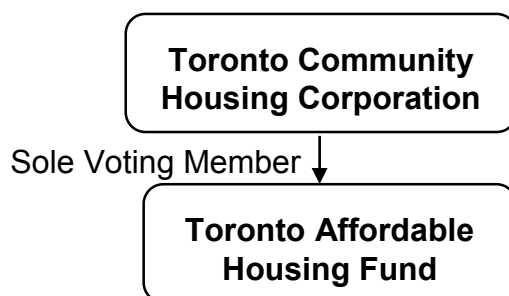 Toronto Community
Housing Corporation
Sole Voting Member
Toronto Affordable
Housing Fund